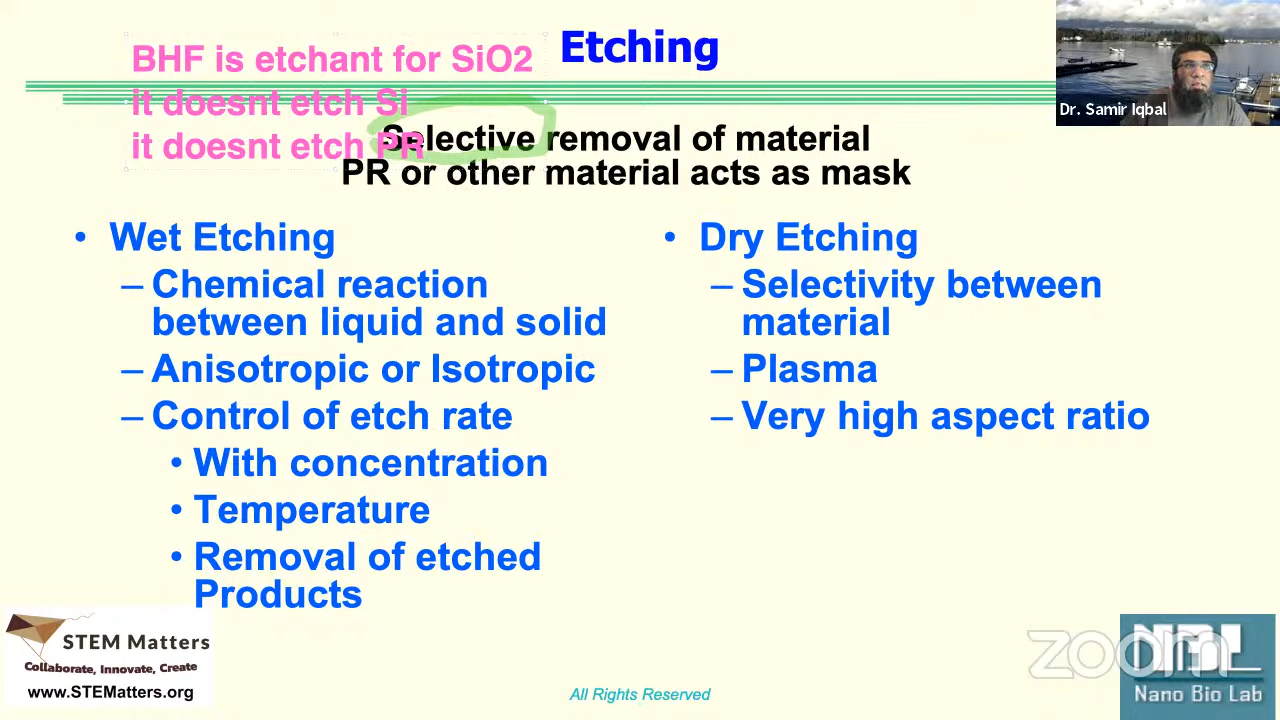 BHF is etchant for SiO2
it doesnt etch Si
it doesnt etch PR
Etching
Dr. Samir Iqbal
Selective removal of material
PR or other material acts as mask
• Wet Etching
– Chemical reaction
between liquid and solid
– Anisotropic or Isotropic
– Control of etch rate
• With concentration
• Temperature
• Removal of etched
Products
• Dry Etching
– Selectivity between
material
– Plasma
– Very high aspect ratio
STEM Matters
Collaborate, Innovate, Create
www.STEMatters.org
All Rights Reserved
zoom
NBL
Nano Bio Lab